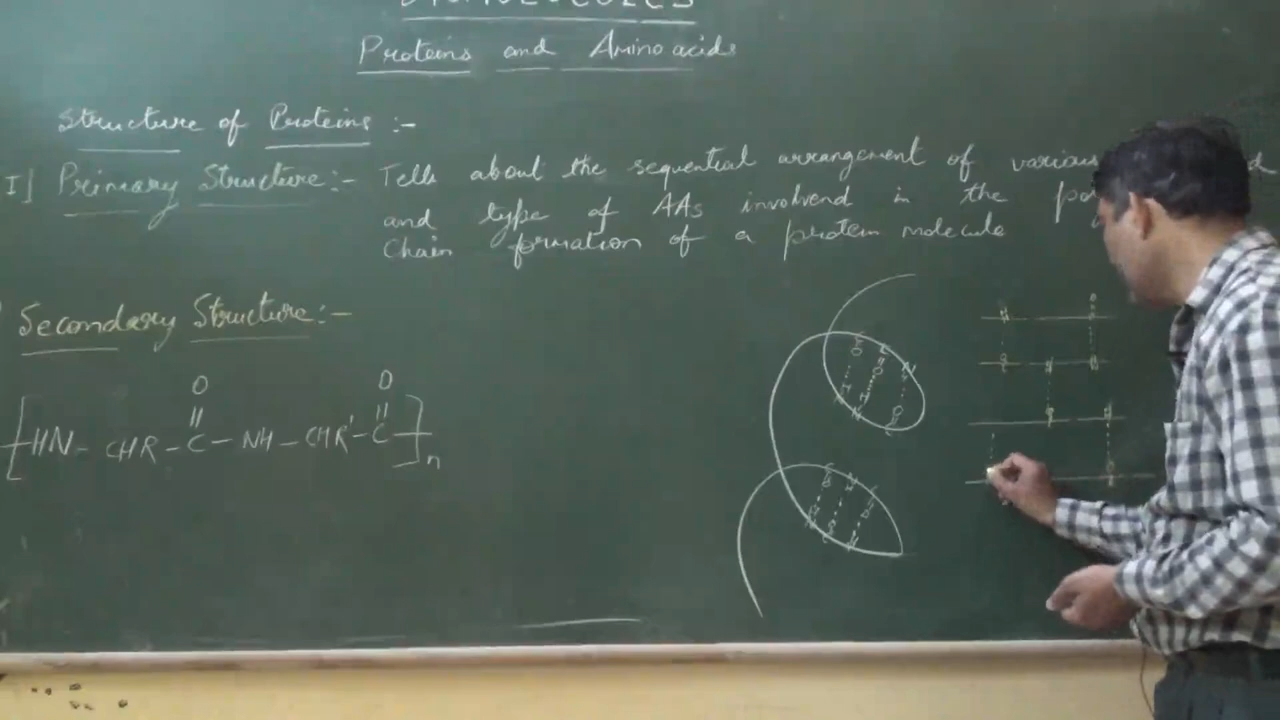 Proteins and Amino acids
Structure of Proteins :-
I] Primary Structure:- Tells about the sequential arrangement of various
and type of AAs involvend in the
Chain formation of a protein molecule
Secondary Structure:-
O O
|| ||
[-HN- CHR - C - NH - CHR' - C-]n